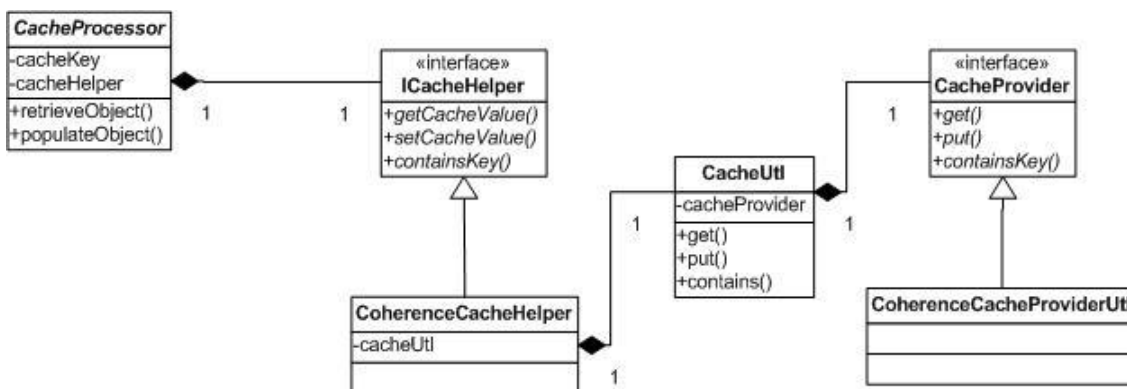 CacheProcessor
-cacheKey
-cacheHelper
+retrieveObject()
+populateObject()
1
1
«interface»
ICacheHelper
+getCacheValue()
+setCacheValue()
+containsKey()
CoherenceCacheHelper
-cacheUtl
1
1
CacheUtl
-cacheProvider
+get()
+put()
+contains()
1
1
«interface»
CacheProvider
+get()
+put()
+containsKey()
CoherenceCacheProviderUtl